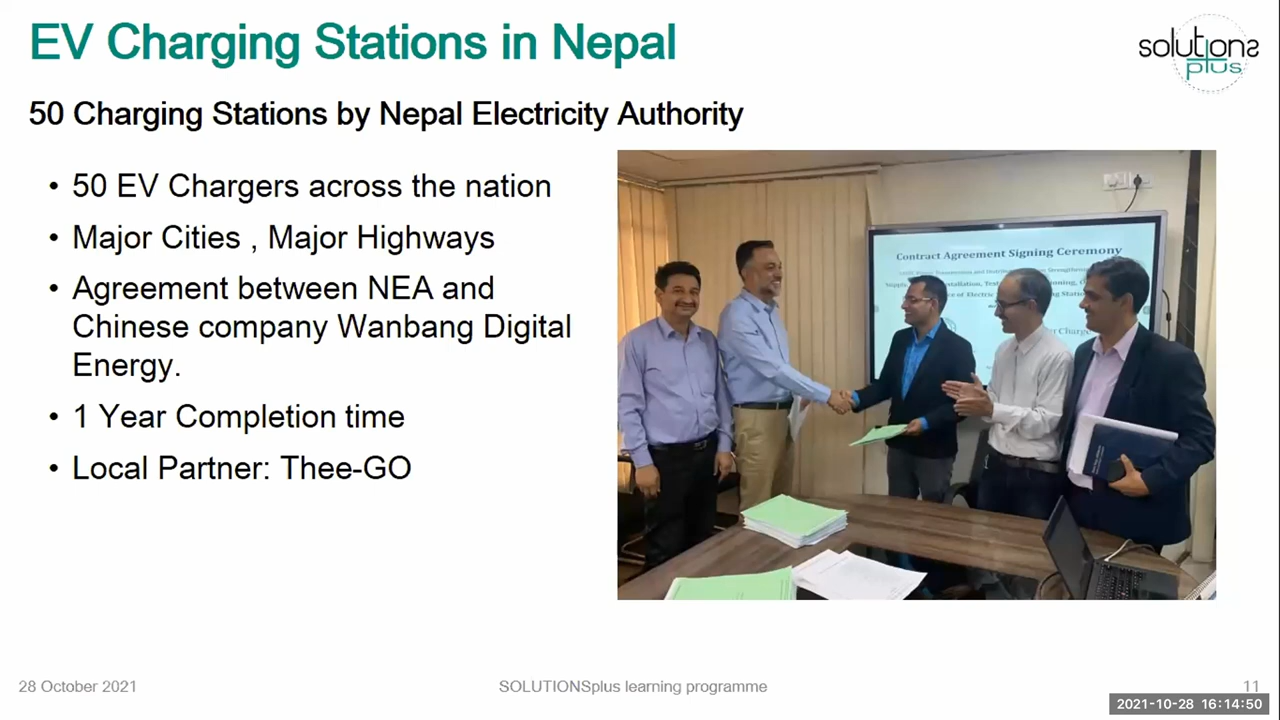 EV Charging Stations in Nepal
solutions
plus
50 Charging Stations by Nepal Electricity Authority
• 50 EV Chargers across the nation
• Major Cities , Major Highways
• Agreement between NEA and
Chinese company Wanbang Digital
Energy.
• 1 Year Completion time
• Local Partner: Thee-GO
Contract Agreement Signing Ceremony
28 October 2021
SOLUTIONSplus learning programme
11
2021-10-28 16:14:50